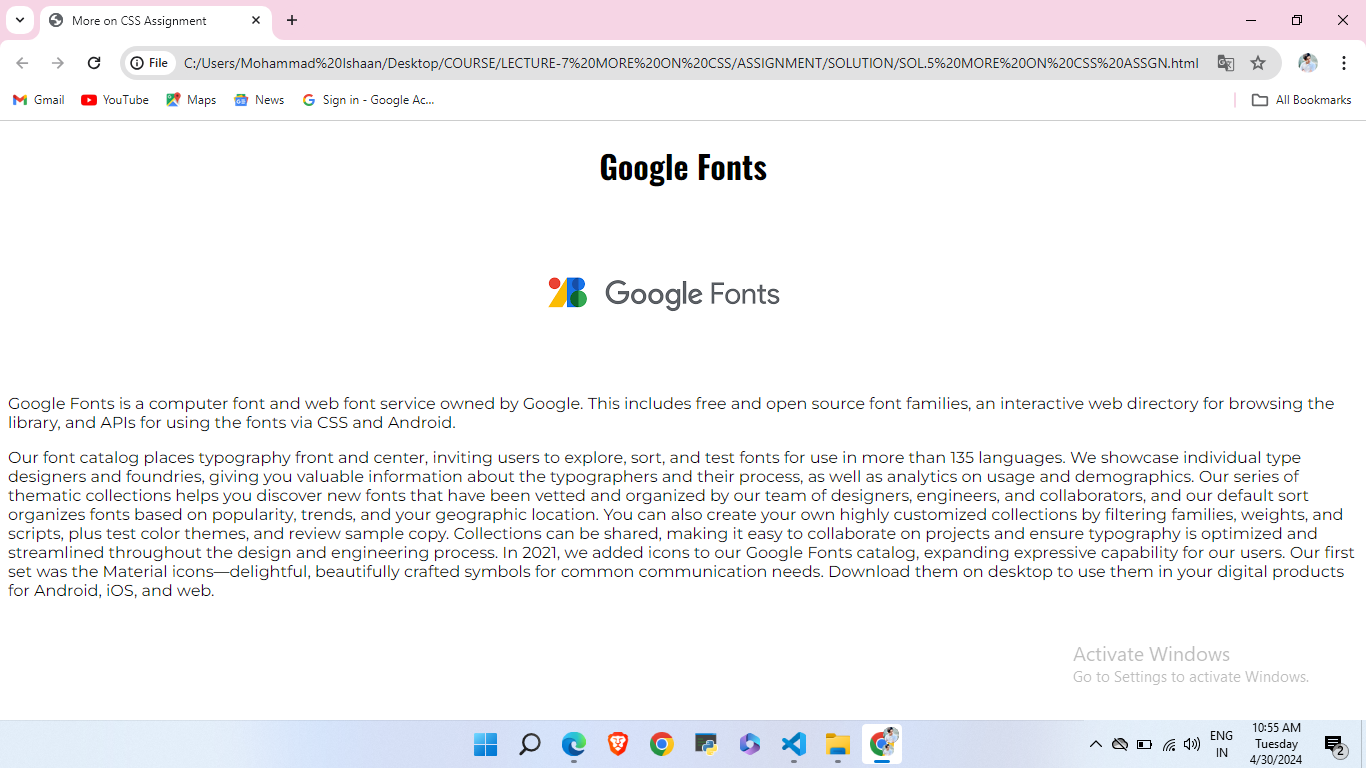 More on CSS Assignment
File
C:/Users/Mohammad%20Ishaan/Desktop/COURSE/LECTURE-7%20MORE%20ON%20CSS/ASSIGNMENT/SOLUTION/SOL.5%20MORE%20ON%20CSS%20ASSGN.html
Gmail
YouTube
Maps
News
Sign in - Google Ac...
All Bookmarks
Google Fonts
Google Fonts
Google Fonts is a computer font and web font service owned by Google. This includes free and open source font families, an interactive web directory for browsing the
library, and APIs for using the fonts via CSS and Android.
Our font catalog places typography front and center, inviting users to explore, sort, and test fonts for use in more than 135 languages. We showcase individual type
designers and foundries, giving you valuable information about the typographers and their process, as well as analytics on usage and demographics. Our series of
thematic collections helps you discover new fonts that have been vetted and organized by our team of designers, engineers, and collaborators, and our default sort
organizes fonts based on popularity, trends, and your geographic location. You can also create your own highly customized collections by filtering families, weights, and
scripts, plus test color themes, and review sample copy. Collections can be shared, making it easy to collaborate on projects and ensure typography is optimized and
streamlined throughout the design and engineering process. In 2021, we added icons to our Google Fonts catalog, expanding expressive capability for our users. Our first
set was the Material icons—delightful, beautifully crafted symbols for common communication needs. Download them on desktop to use them in your digital products
for Android, iOS, and web.
Activate Windows
Go to Settings to activate Windows.
ENG
IN
10:55 AM
Tuesday
4/30/2024
2